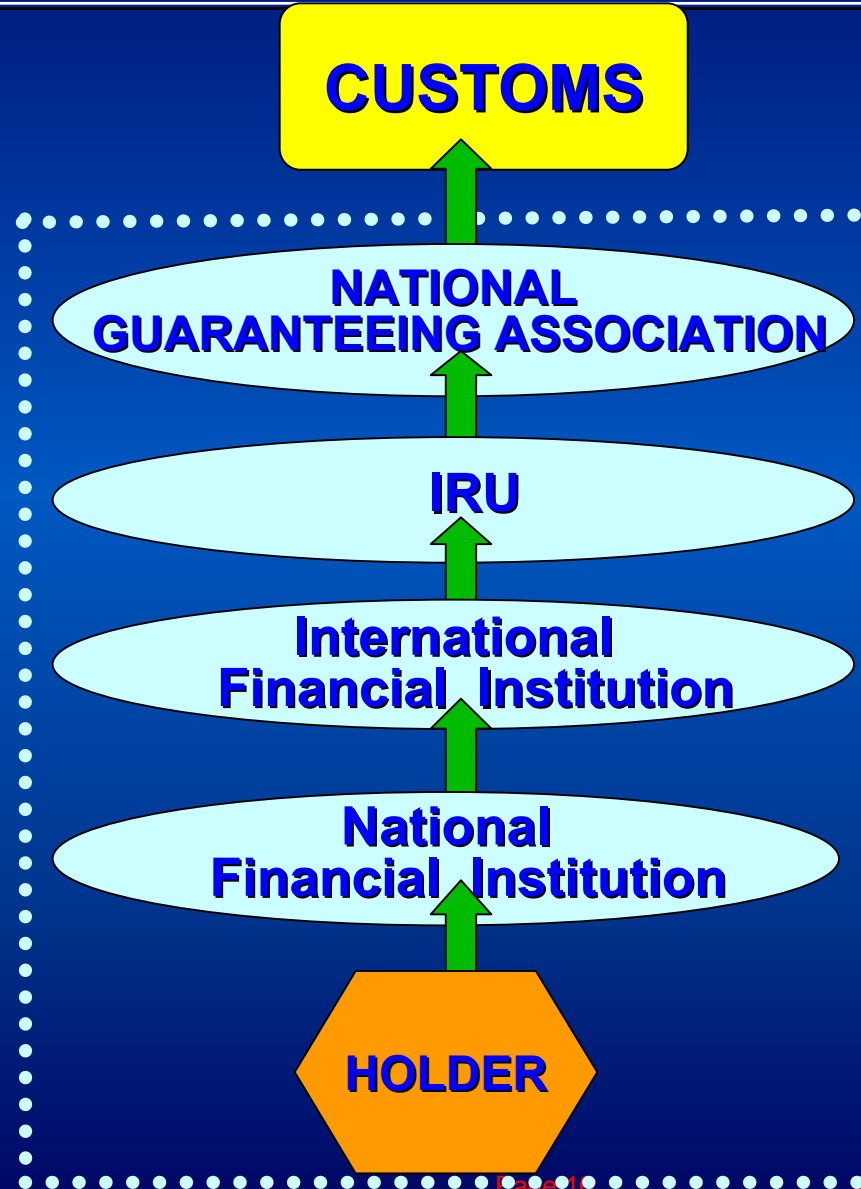 CUSTOMS
NATIONAL
GUARANTEEING ASSOCIATION
IRU
International
Financial Institution
National
Financial Institution
HOLDER